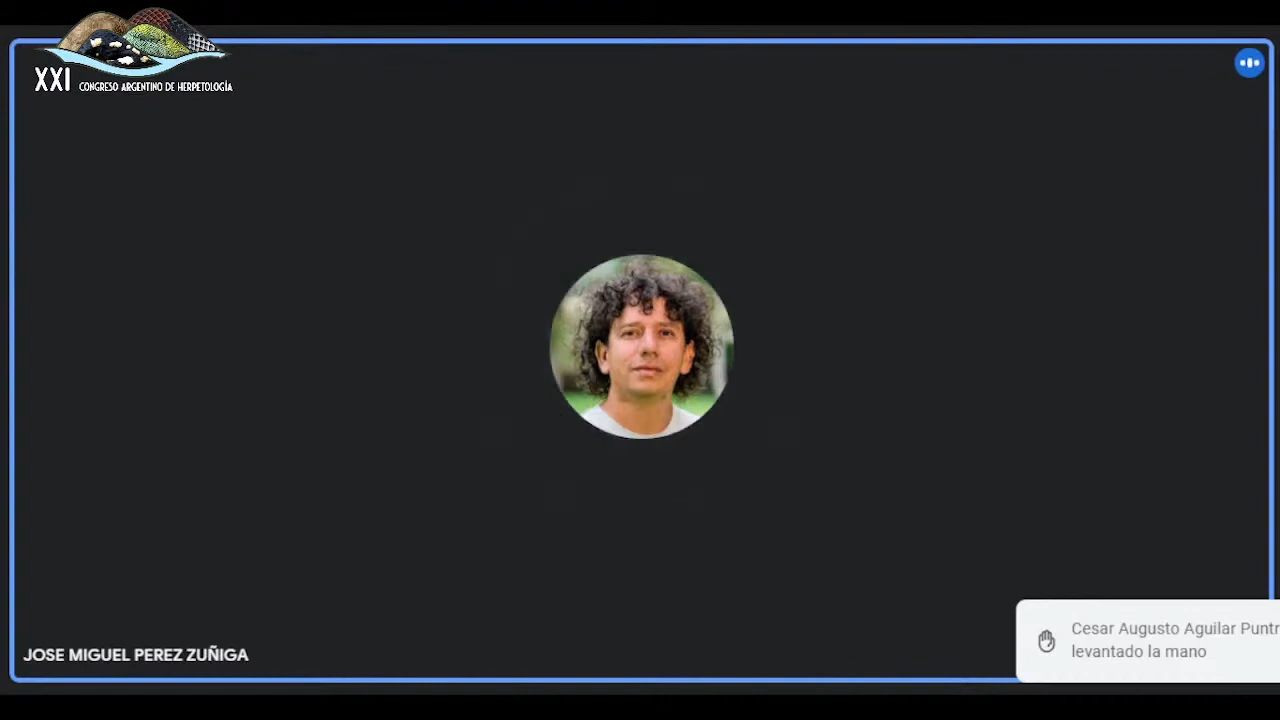 XXI CONGRESO ARGENTINO DE HERPETOLOGÍA
JOSE MIGUEL PEREZ ZUÑIGA
Cesar Augusto Aguilar Puntr
levantado la mano